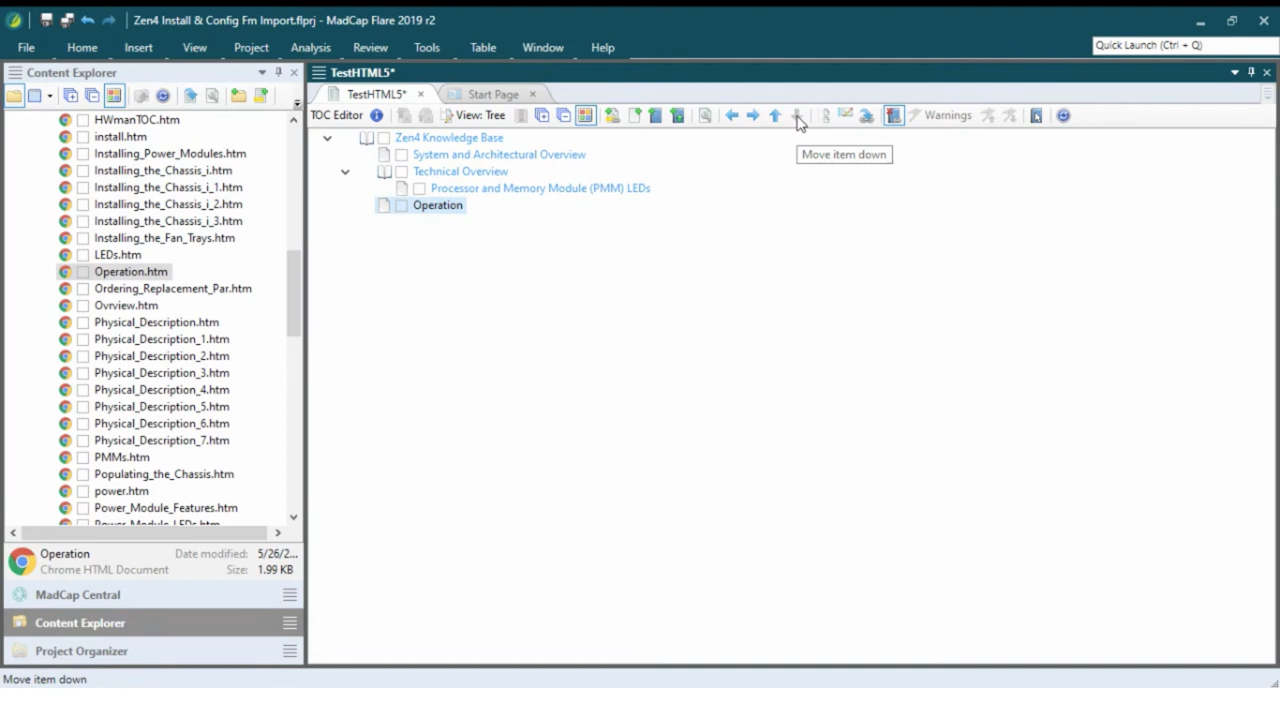 Zen4 Install & Config Fm Import.flprj - MadCap Flare 2019 r2
File Home Insert View Project Analysis Review Tools Table Window Help
Quick Launch (Ctrl + Q)
Content Explorer
TestHTML5*
TestHTML5* Start Page
TOC Editor View: Tree Warnings
Move item down
HWmanTOC.htm
install.htm
Installing_Power_Modules.htm
Installing_the_Chassis_i.htm
Installing_the_Chassis_i_1.htm
Installing_the_Chassis_i_2.htm
Installing_the_Chassis_i_3.htm
Installing_the_Fan_Trays.htm
LEDs.htm
Operation.htm
Ordering_Replacement_Par.htm
Ovrview.htm
Physical_Description.htm
Physical_Description_1.htm
Physical_Description_2.htm
Physical_Description_3.htm
Physical_Description_4.htm
Physical_Description_5.htm
Physical_Description_6.htm
Physical_Description_7.htm
PMMs.htm
Populating_the_Chassis.htm
power.htm
Power_Module_Features.htm
Power_Module_LEDs.htm
Zen4 Knowledge Base
System and Architectural Overview
Technical Overview
Processor and Memory Module (PMM) LEDs
Operation
Operation Date modified: 5/26/2...
Chrome HTML Document Size: 1.99 KB
MadCap Central
Content Explorer
Project Organizer
Move item down